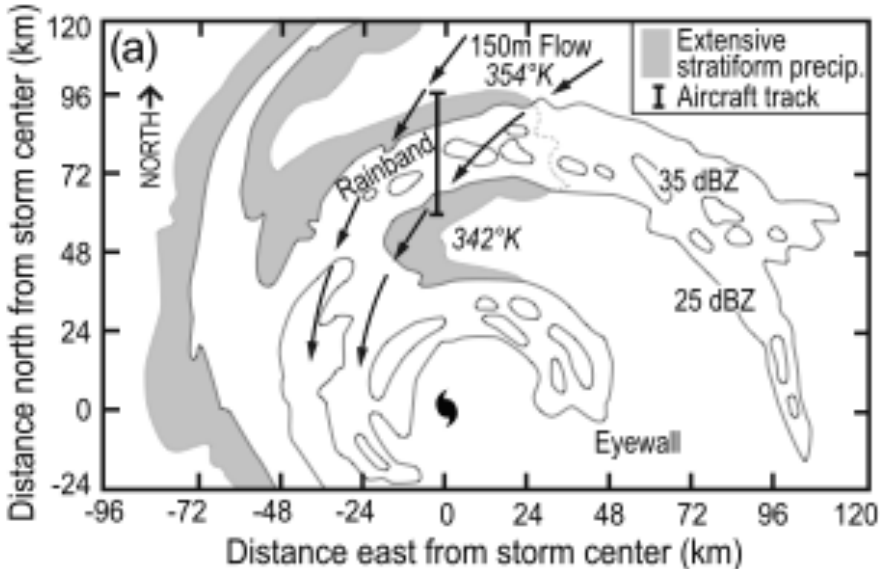 (a)
150m Flow
354°K
Extensive
stratiform precip.
Aircraft track
NORTH
Rainband
35 dBZ
342°K
25 dBZ
Eyewall
120
96
72
48
24
0
-24
Distance north from storm center (km)
-96 -72 -48 -24 0 24 48 72 96 120
Distance east from storm center (km)